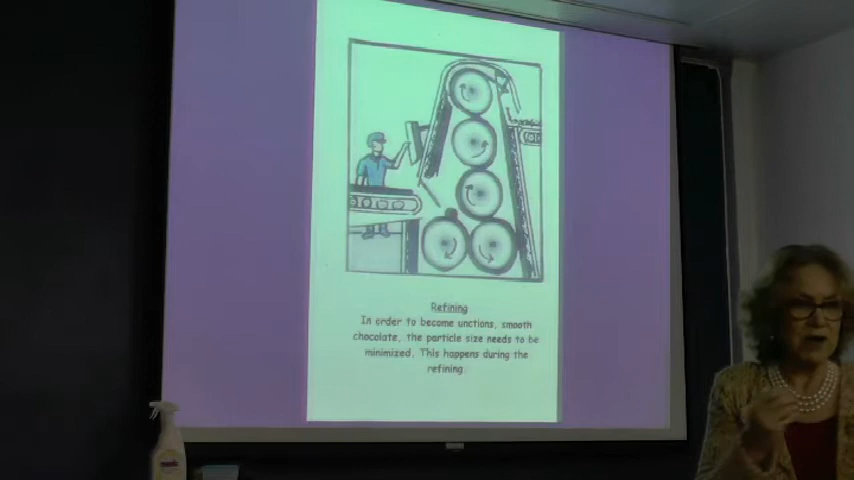 Refining
In order to become unctions, smooth
chocolate, the particle size needs to be
minimized. This happens during the
refining